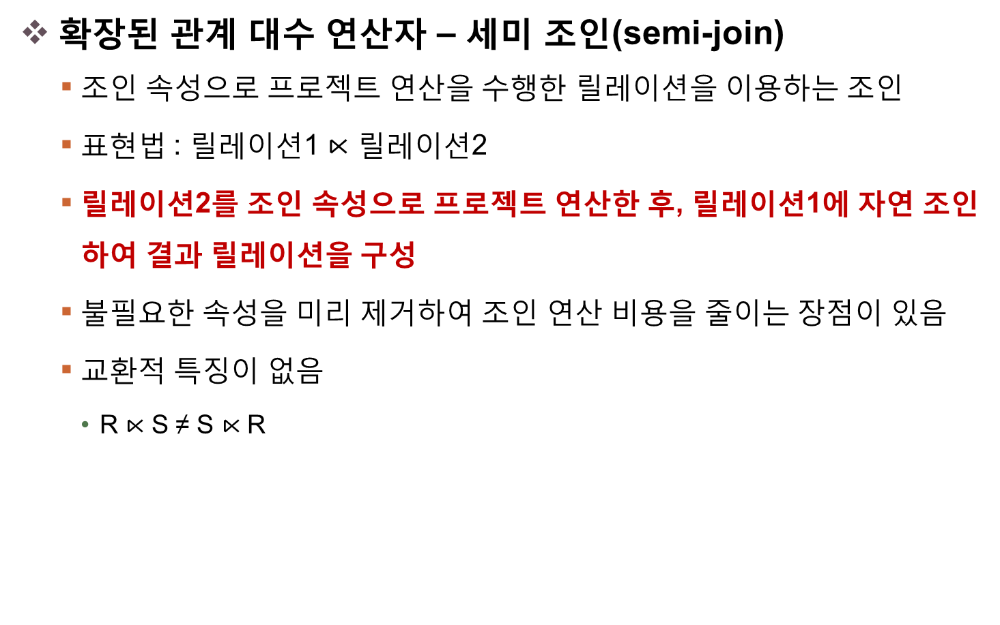 ❖ 확장된 관계 대수 연산자 – 세미 조인(semi-join)
▪ 조인 속성으로 프로젝트 연산을 수행한 릴레이션을 이용하는 조인
▪ 표현법 : 릴레이션1 ⋉ 릴레이션2
▪ 릴레이션2를 조인 속성으로 프로젝트 연산한 후, 릴레이션1에 자연 조인
하여 결과 릴레이션을 구성
▪ 불필요한 속성을 미리 제거하여 조인 연산 비용을 줄이는 장점이 있음
▪ 교환적 특징이 없음
• R ⋉ S ≠ S ⋉ R